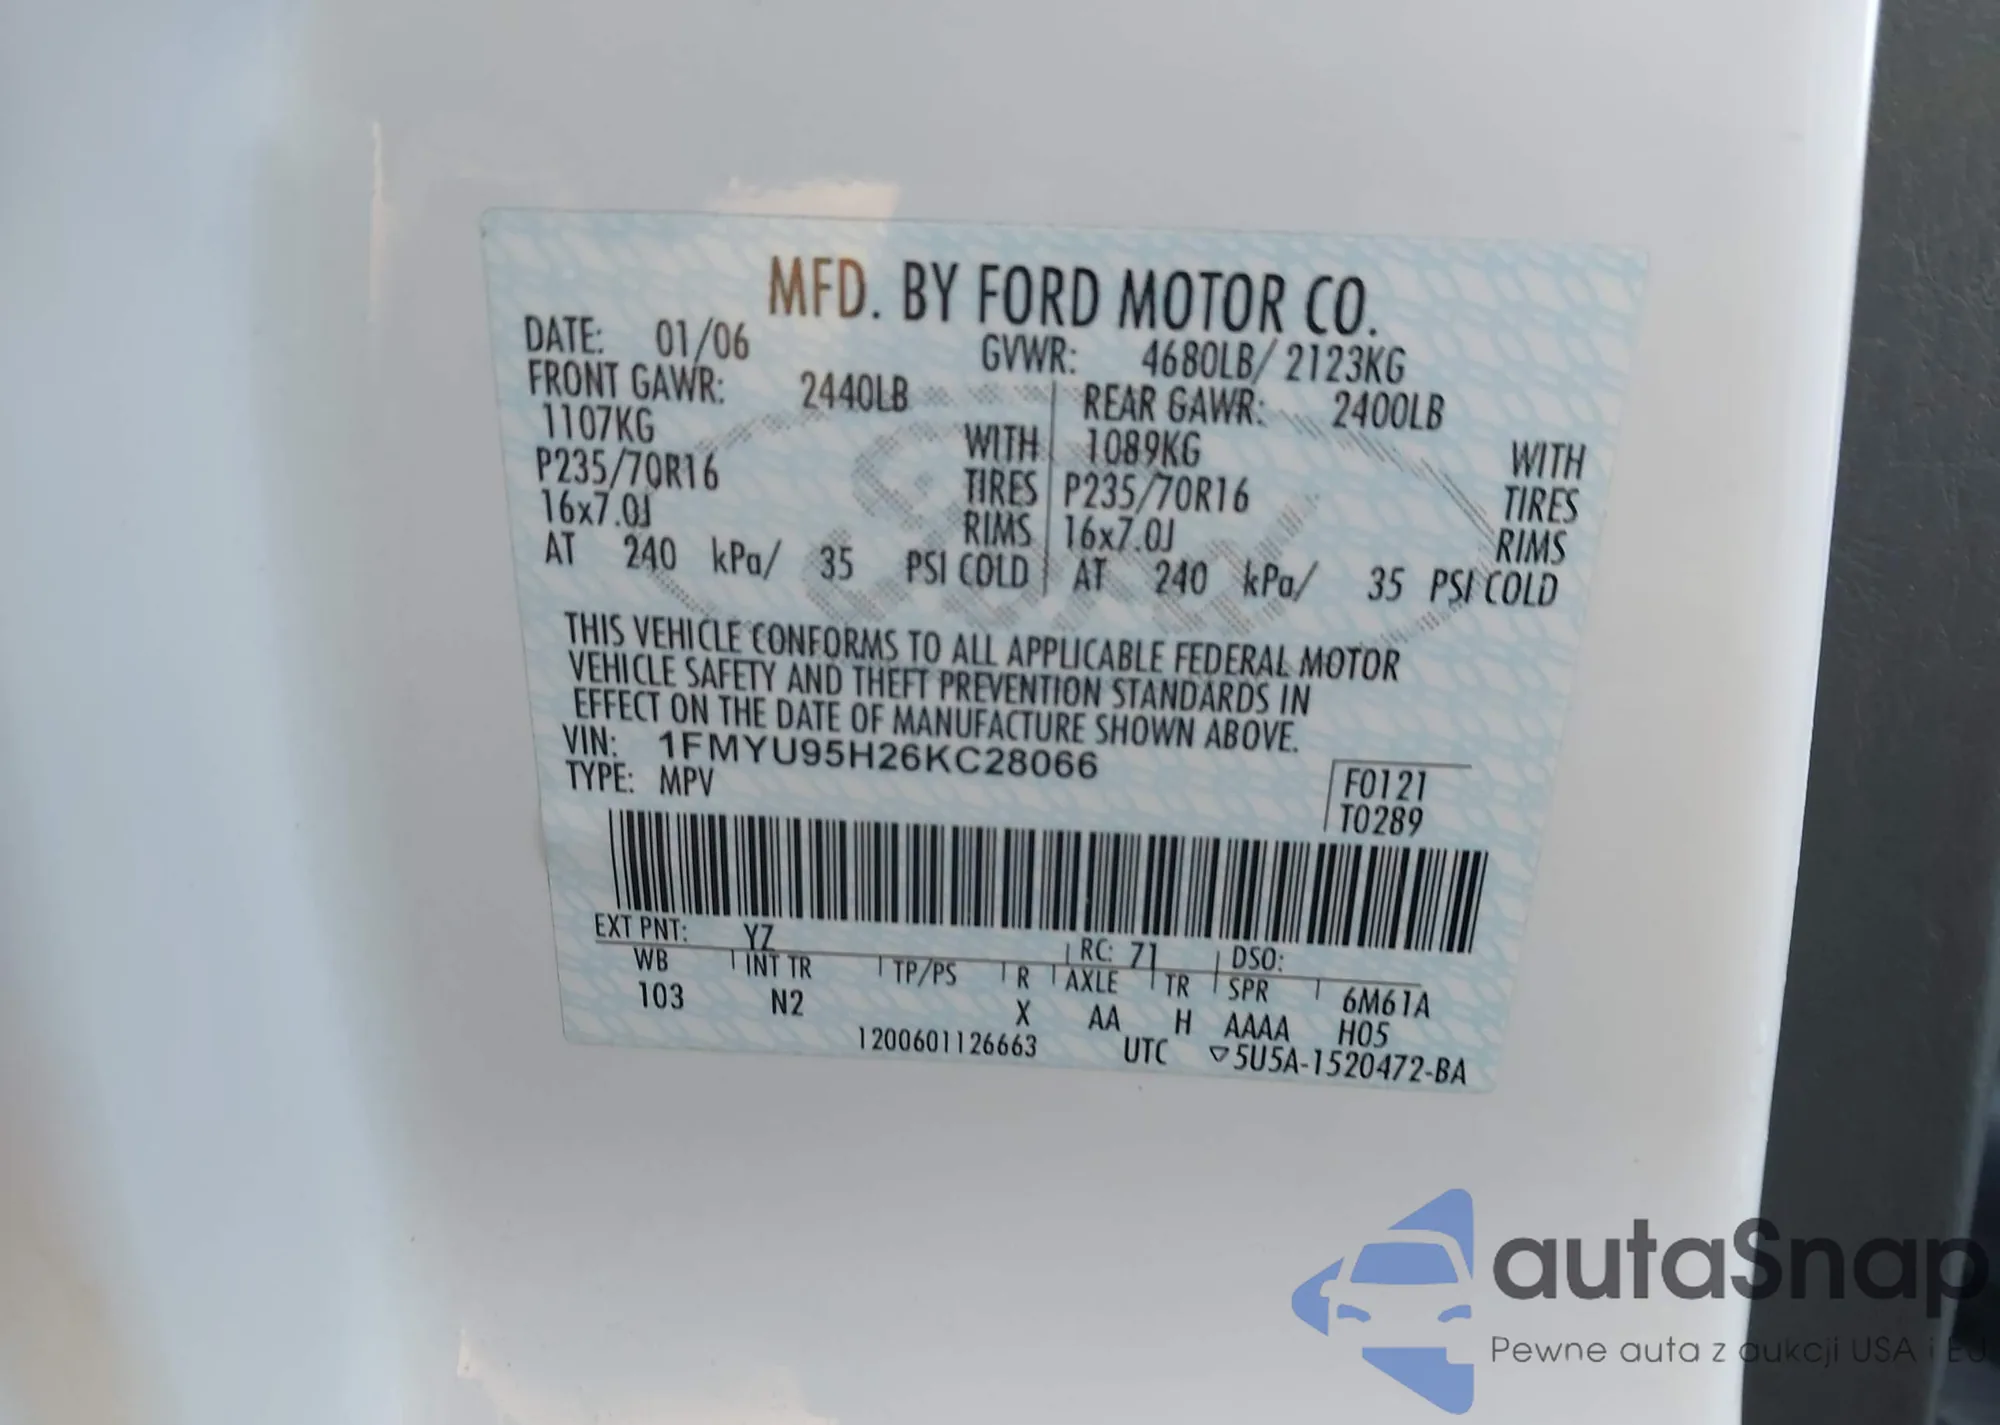 MFD. BY FORD MOTOR CO.
DATE: 01/06 GVWR: 4680LB/ 2123KG
FRONT GAWR: 2440LB REAR GAWR: 2400LB
1107KG WITH 1089KG WITH
P235/70R16 TIRES P235/70R16 TIRES
16x7.0J RIMS 16x7.0J RIMS
AT 240 kPa/ 35 PSI COLD AT 240 kPa/ 35 PSI COLD
THIS VEHICLE CONFORMS TO ALL APPLICABLE FEDERAL MOTOR
VEHICLE SAFETY AND THEFT PREVENTION STANDARDS IN
EFFECT ON THE DATE OF MANUFACTURE SHOWN ABOVE.
VIN: 1FMYU95H26KC28066
TYPE: MPV F0121
T0289
EXT PNT: YZ RC: 71 DSO:
WB INT TR TP/PS R AXLE TR SPR 6M61A
103 N2 X AA H AAAA H05
1200601126663 UTC ▽5U5A-1520472-BA
autaSnap
Pewne auta z aukcji USA i EU